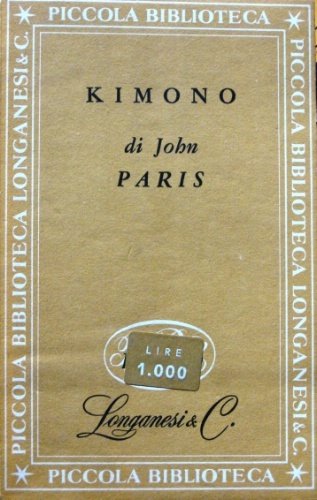 PICCOLA BIBLIOTECA
PICCOLA BIBLIOTECA LONGANESI & C.
PICCOLA BIBLIOTECA LONGANESI & C.
KIMONO
di John
PARIS
LIRE
1.000
Longanesi & C.
PICCOLA BIBLIOTECA